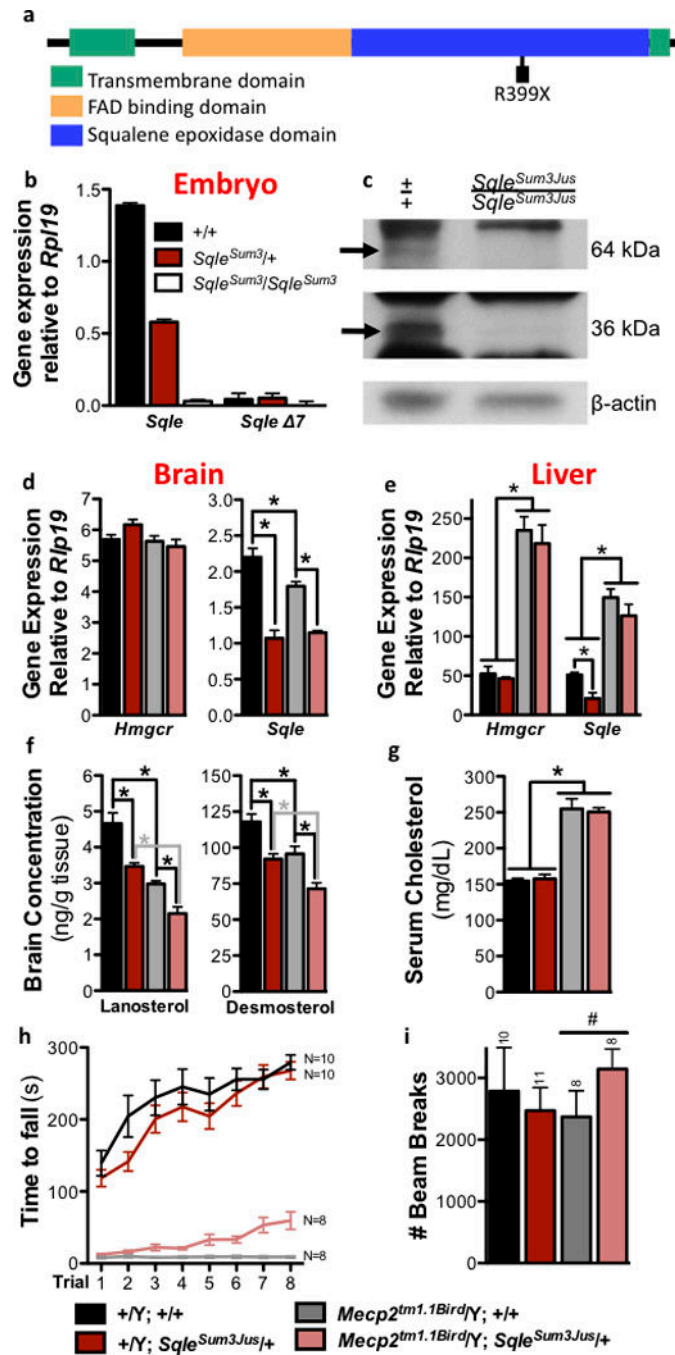 a
R399X
Transmembrane domain
FAD binding domain
Squalene epoxidase domain
b
Embryo
Gene expression
relative to Rpl19
1.5
1.0
0.5
0.0
+/+
Sqle^Sum3/+
Sqle^Sum3/Sqle^Sum3
Sqle
Sqle Δ7
c
+
+
Sqle^Sum3Jus
Sqle^Sum3Jus
64 kDa
36 kDa
β-actin
d
Brain
Gene Expression
Relative to Rlp19
7
6
5
4
3
2
1
0
Hmgcr
3.0
2.5
2.0
1.5
1.0
0.5
0.0
* * *
Sqle
e
Liver
Gene Expression
Relative to Rlp19
250
200
150
100
50
0
* * *
Hmgcr
Sqle
f
Brain Concentration
(ng/g tissue)
6
5
4
3
2
1
0
* * * *
Lanosterol
125
100
75
50
25
0
* * * *
Desmosterol
g
Serum Cholesterol
(mg/dL)
300
250
200
150
100
50
0
*
h
Time to fall (s)
300
200
100
0
N=10
N=10
N=8
N=8
Trial 1 2 3 4 5 6 7 8
i
# Beam Breaks
3000
2000
1000
0
10
11
8
8
#
+/Y; +/+
Mecp2^tm1.1Bird/Y; +/+
+/Y; Sqle^Sum3Jus/+
Mecp2^tm1.1Bird/Y; Sqle^Sum3Jus/+